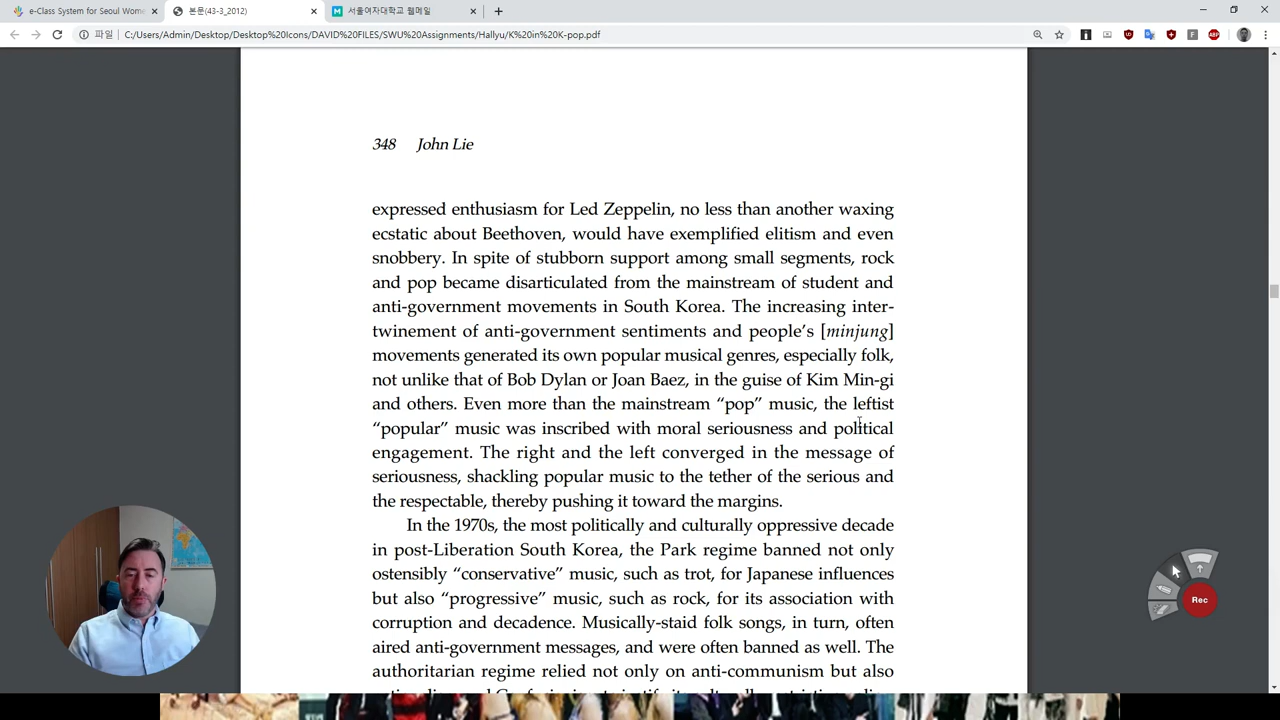 e-Class System for Seoul Wome
본문(43-3_2012)
서울여자대학교 웹메일
파일 C:/Users/Admin/Desktop/Desktop%20Icons/DAVID%20FILES/SWU%20Assignments/Hallyu/K%20in%20K-pop.pdf
348 John Lie
expressed enthusiasm for Led Zeppelin, no less than another waxing
ecstatic about Beethoven, would have exemplified elitism and even
snobbery. In spite of stubborn support among small segments, rock
and pop became disarticulated from the mainstream of student and
anti-government movements in South Korea. The increasing inter-
twinement of anti-government sentiments and people's [minjung]
movements generated its own popular musical genres, especially folk,
not unlike that of Bob Dylan or Joan Baez, in the guise of Kim Min-gi
and others. Even more than the mainstream “pop” music, the leftist
“popular” music was inscribed with moral seriousness and political
engagement. The right and the left converged in the message of
seriousness, shackling popular music to the tether of the serious and
the respectable, thereby pushing it toward the margins.
In the 1970s, the most politically and culturally oppressive decade
in post-Liberation South Korea, the Park regime banned not only
ostensibly “conservative” music, such as trot, for Japanese influences
but also “progressive” music, such as rock, for its association with
corruption and decadence. Musically-staid folk songs, in turn, often
aired anti-government messages, and were often banned as well. The
authoritarian regime relied not only on anti-communism but also
Rec